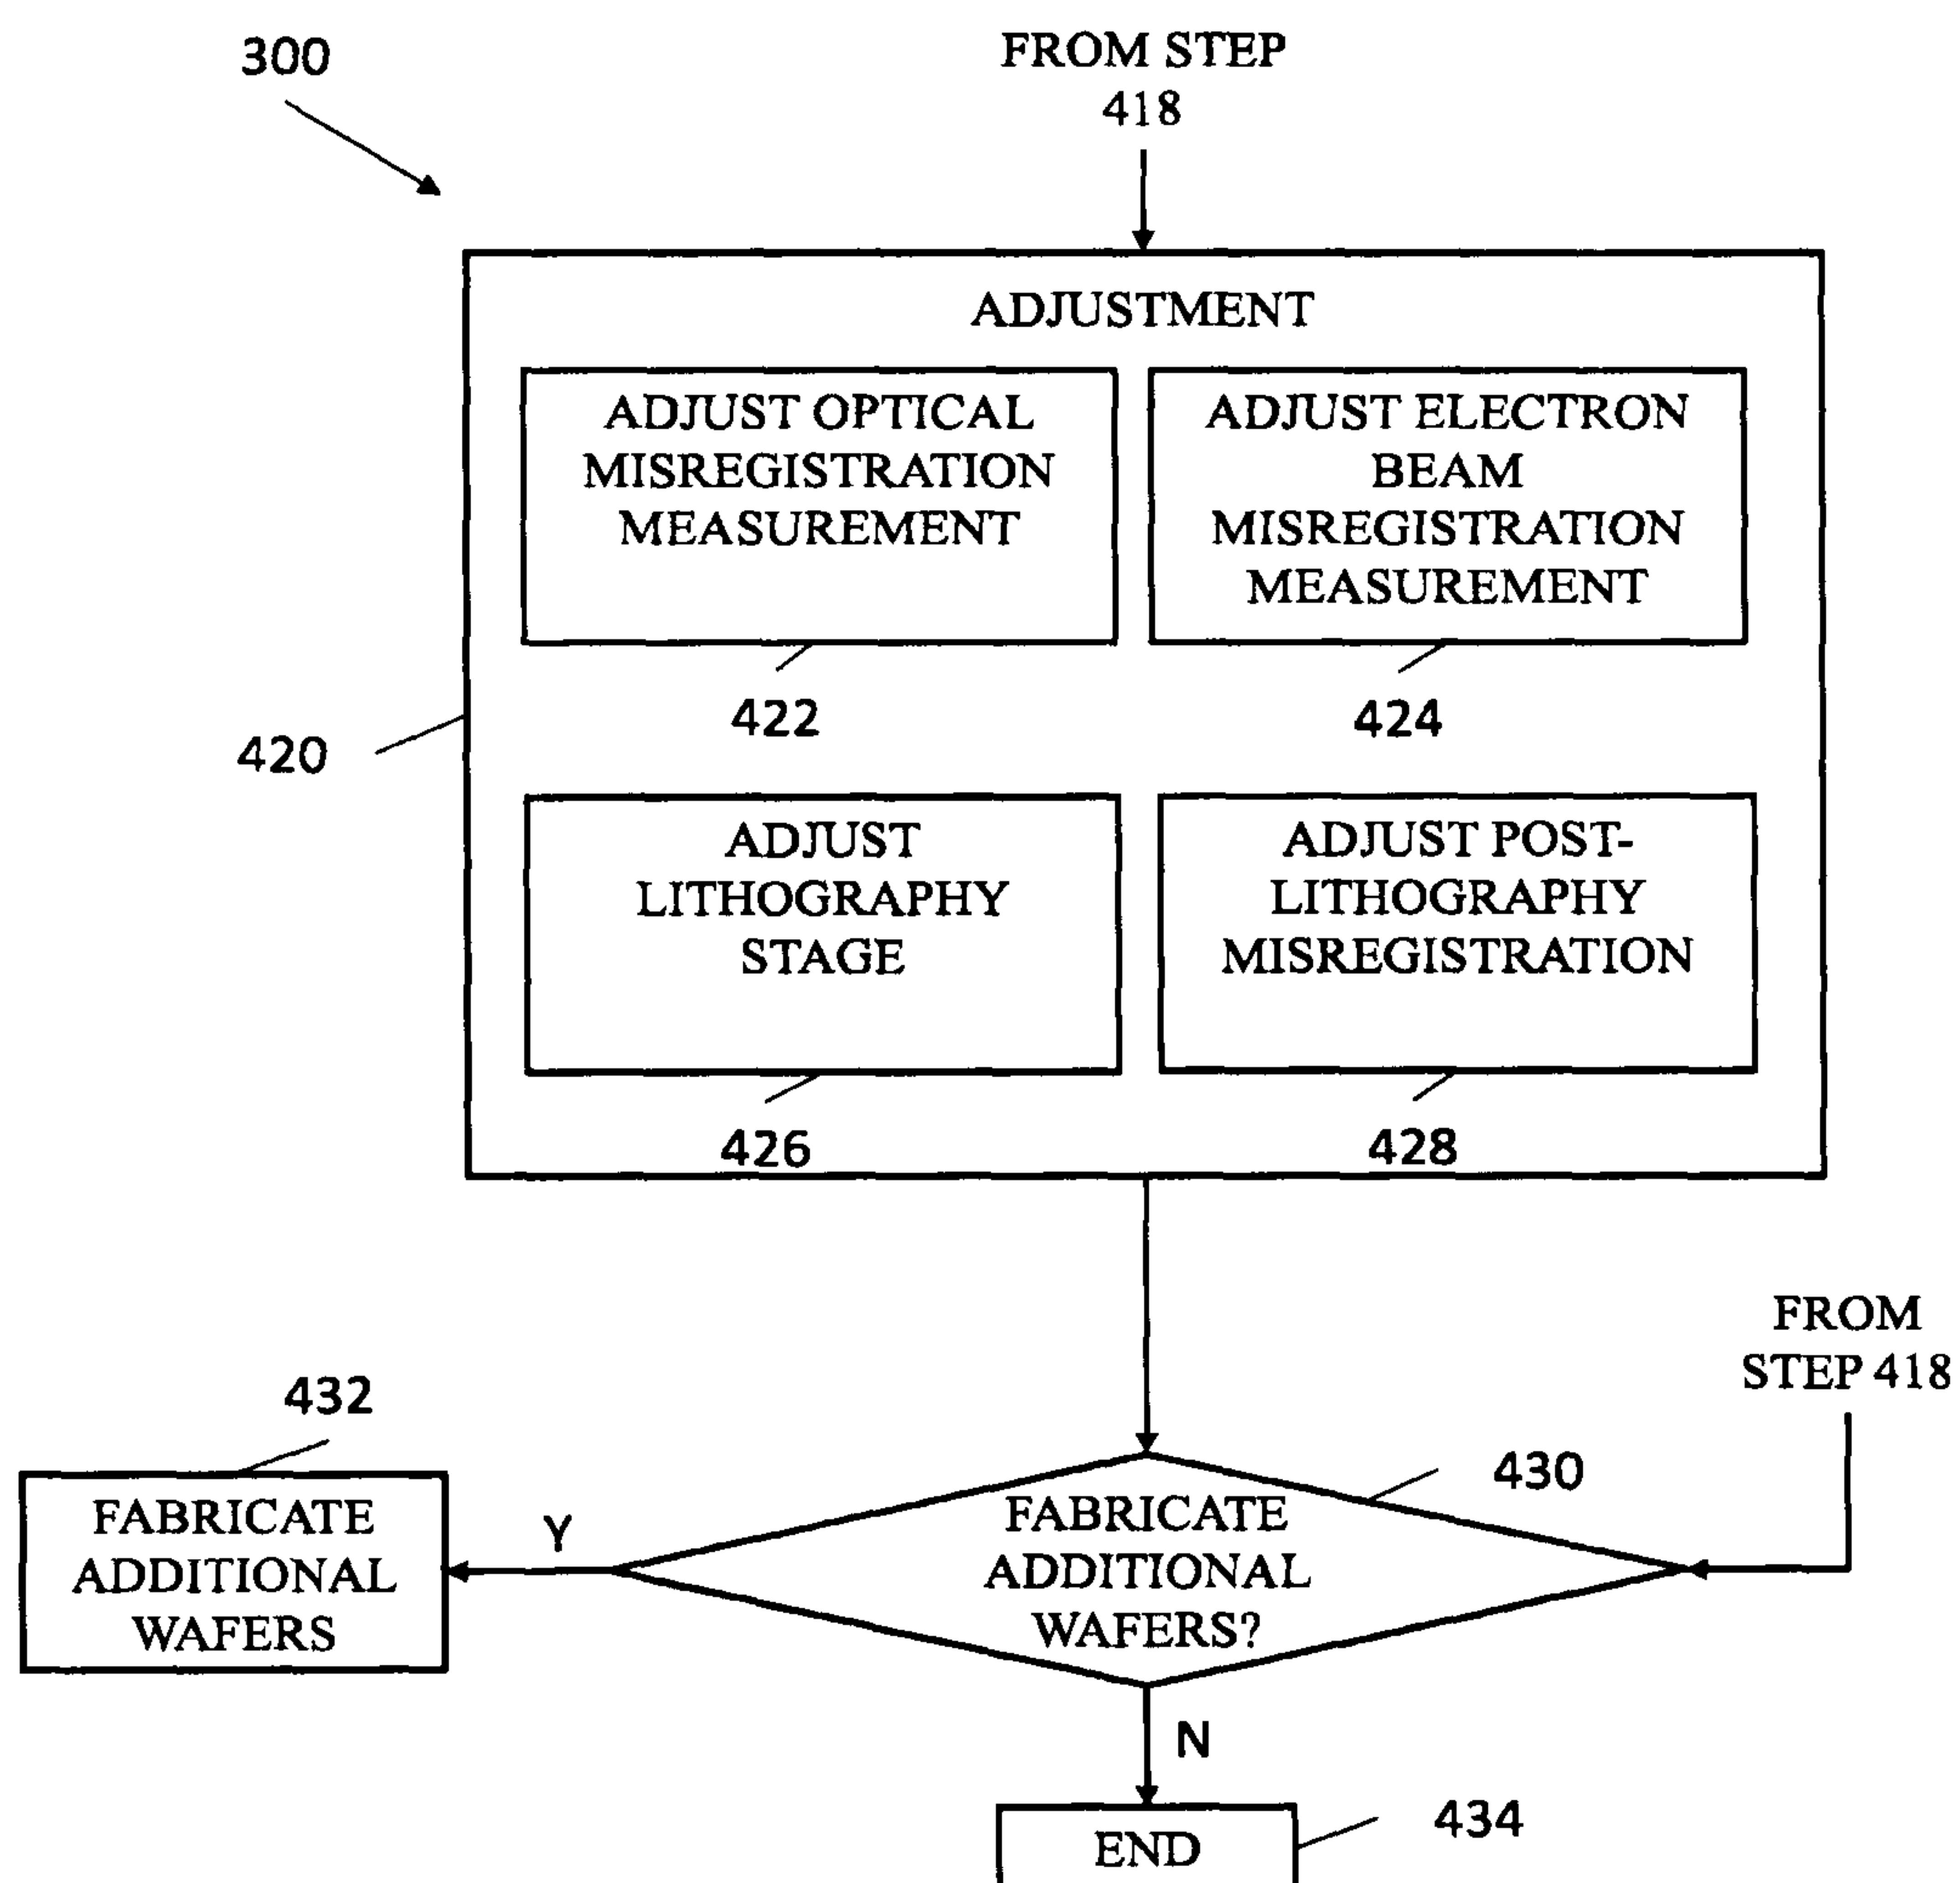 300
FROM STEP
418
ADJUSTMENT
ADJUST OPTICAL
MISREGISTRATION
MEASUREMENT
ADJUST ELECTRON
BEAM
MISREGISTRATION
MEASUREMENT
422
424
420
ADJUST
LITHOGRAPHY
STAGE
ADJUST POST-
LITHOGRAPHY
MISREGISTRATION
426
428
FROM
STEP 418
432
430
FABRICATE
ADDITIONAL
WAFERS
Y
FABRICATE
ADDITIONAL
WAFERS?
N
END
434